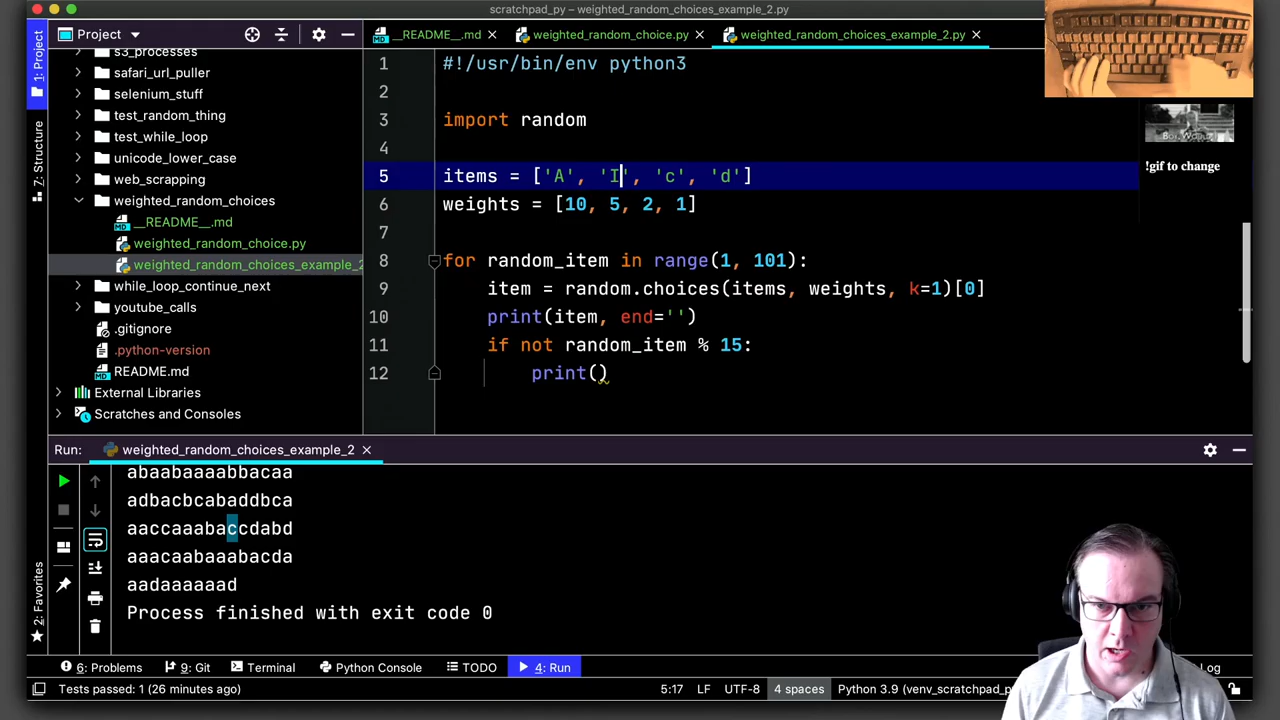 scratchpad_py – weighted_random_choices_example_2.py
Project
__README__.md
weighted_random_choice.py
weighted_random_choices_example_2.py
1: Project
7: Structure
2: Favorites
s3_processes
safari_url_puller
selenium_stuff
test_random_thing
test_while_loop
unicode_lower_case
web_scrapping
weighted_random_choices
__README__.md
weighted_random_choice.py
weighted_random_choices_example_2
while_loop_continue_next
youtube_calls
.gitignore
.python-version
README.md
External Libraries
Scratches and Consoles
1 #!/usr/bin/env python3
2
3 import random
4
5 items = ['A', 'I', 'c', 'd']
6 weights = [10, 5, 2, 1]
7
8 for random_item in range(1, 101):
9 item = random.choices(items, weights, k=1)[0]
10 print(item, end='')
11 if not random_item % 15:
12 print()
!gif to change
Run: weighted_random_choices_example_2
abaabaaaabbacaa
adbacbcabaddbca
aaccaaabaccdabd
aaacaabaaabacda
aadaaaaaad
Process finished with exit code 0
6: Problems 9: Git Terminal Python Console TODO 4: Run Log
Tests passed: 1 (26 minutes ago) 5:17 LF UTF-8 4 spaces Python 3.9 (venv_scratchpad_p